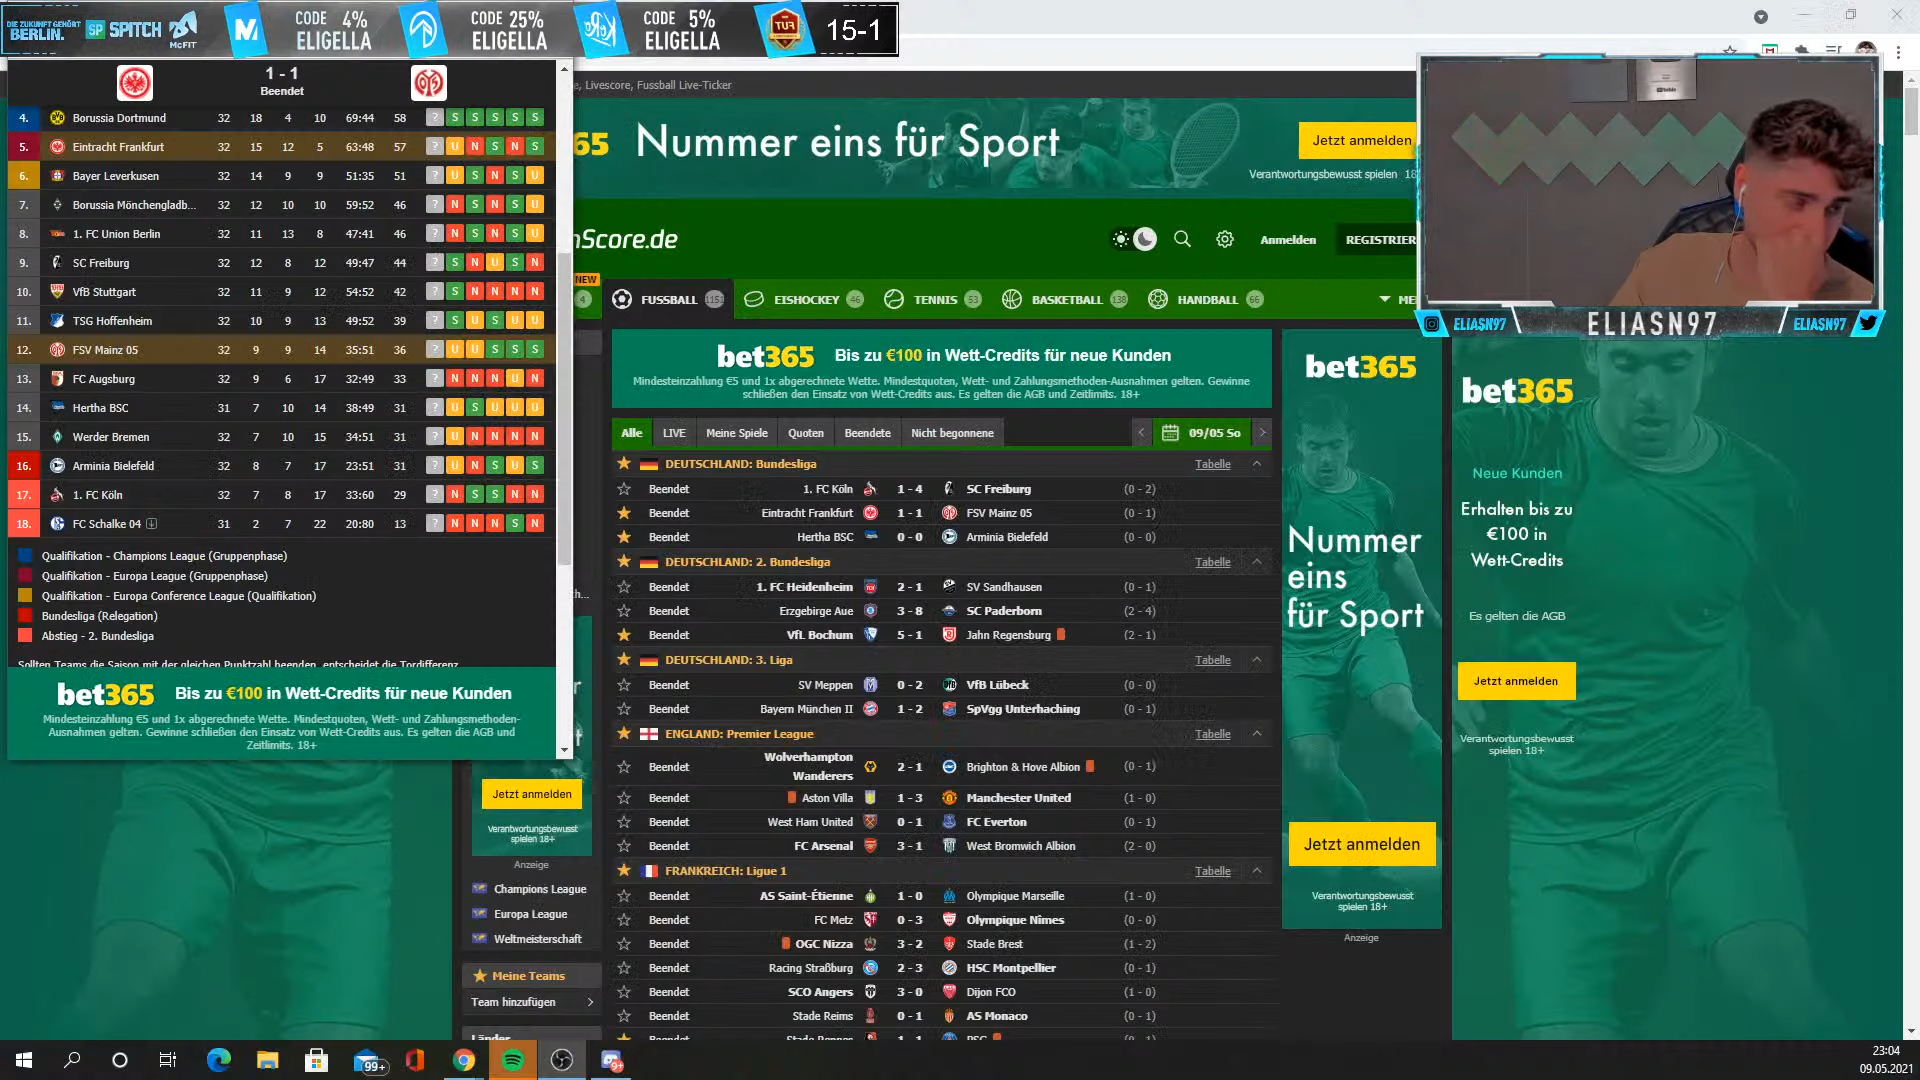 DIE ZUKUNFT GEHÖRT BERLIN.
SP SPITCH
McFIT
CODE 4% ELIGELLA
CODE 25% ELIGELLA
CODE 5% ELIGELLA
FUT
15-1
1 - 1
Beendet
4. Borussia Dortmund 32 18 4 10 69:44 58 ? S S S S S
5. Eintracht Frankfurt 32 15 12 5 63:48 57 ? U N S N S
6. Bayer Leverkusen 32 14 9 9 51:35 51 ? U S N S U
7. Borussia Mönchengladb... 32 12 10 10 59:52 46 ? N S N S U
8. 1. FC Union Berlin 32 11 13 8 47:41 46 ? N S N S U
9. SC Freiburg 32 12 8 12 49:47 44 ? S N U S N
10. VfB Stuttgart 32 11 9 12 54:52 42 ? S N N N N
11. TSG Hoffenheim 32 10 9 13 49:52 39 ? S U S U U
12. FSV Mainz 05 32 9 9 14 35:51 36 ? U U S S S
13. FC Augsburg 32 9 6 17 32:49 33 ? N N N U N
14. Hertha BSC 31 7 10 14 38:49 31 ? U S U U U
15. Werder Bremen 32 7 10 15 34:51 31 ? U N N N N
16. Arminia Bielefeld 32 8 7 17 23:51 31 ? U N S U S
17. 1. FC Köln 32 7 8 17 33:60 29 ? N S S N N
18. FC Schalke 04 31 2 7 22 20:80 13 ? N N N S N
Qualifikation - Champions League (Gruppenphase)
Qualifikation - Europa League (Gruppenphase)
Qualifikation - Europa Conference League (Qualifikation)
Bundesliga (Relegation)
Abstieg - 2. Bundesliga
Sollten Teams die Saison mit der gleichen Punktzahl beenden, entscheidet die Tordifferenz
bet365 Bis zu €100 in Wett-Credits für neue Kunden
Mindesteinzahlung €5 und 1x abgerechnete Wette. Mindestquoten, Wett- und Zahlungsmethoden-
Ausnahmen gelten. Gewinne schließen den Einsatz von Wett-Credits aus. Es gelten die AGB und
Zeitlimits. 18+
Jetzt anmelden
Verantwortungsbewusst
spielen 18+
Anzeige
Champions League
Europa League
Weltmeisterschaft
Meine Teams
Team hinzufügen
Länder
e, Livescore, Fussball Live-Ticker
65 Nummer eins für Sport
Jetzt anmelden
Verantwortungsbewusst spielen 18
Score.de
Anmelden
REGISTRIER
NEW
4
FUSSBALL 1151
EISHOCKEY 46
TENNIS 53
BASKETBALL 138
HANDBALL 66
ME
bet365 Bis zu €100 in Wett-Credits für neue Kunden
Mindesteinzahlung €5 und 1x abgerechnete Wette. Mindestquoten, Wett- und Zahlungsmethoden-Ausnahmen gelten. Gewinne
schließen den Einsatz von Wett-Credits aus. Es gelten die AGB und Zeitlimits. 18+
Alle LIVE Meine Spiele Quoten Beendete Nicht begonnene 09/05 So
DEUTSCHLAND: Bundesliga Tabelle
Beendet 1. FC Köln 1 - 4 SC Freiburg (0 - 2)
Beendet Eintracht Frankfurt 1 - 1 FSV Mainz 05 (0 - 1)
Beendet Hertha BSC 0 - 0 Arminia Bielefeld (0 - 0)
DEUTSCHLAND: 2. Bundesliga Tabelle
Beendet 1. FC Heidenheim 2 - 1 SV Sandhausen (0 - 1)
Beendet Erzgebirge Aue 3 - 8 SC Paderborn (2 - 4)
Beendet VfL Bochum 5 - 1 Jahn Regensburg (2 - 1)
DEUTSCHLAND: 3. Liga Tabelle
Beendet SV Meppen 0 - 2 VfB Lübeck (0 - 0)
Beendet Bayern München II 1 - 2 SpVgg Unterhaching (0 - 1)
ENGLAND: Premier League Tabelle
Beendet Wolverhampton Wanderers 2 - 1 Brighton & Hove Albion (0 - 1)
Beendet Aston Villa 1 - 3 Manchester United (1 - 0)
Beendet West Ham United 0 - 1 FC Everton (0 - 1)
Beendet FC Arsenal 3 - 1 West Bromwich Albion (2 - 0)
FRANKREICH: Ligue 1 Tabelle
Beendet AS Saint-Étienne 1 - 0 Olympique Marseille (1 - 0)
Beendet FC Metz 0 - 3 Olympique Nîmes (0 - 0)
Beendet OGC Nizza 3 - 2 Stade Brest (1 - 2)
Beendet Racing Straßburg 2 - 3 HSC Montpellier (0 - 1)
Beendet SCO Angers 3 - 0 Dijon FCO (1 - 0)
Beendet Stade Reims 0 - 1 AS Monaco (0 - 1)
ELIASN97 ELIASN97 ELIASN97
bet365
Nummer
eins
für Sport
Jetzt anmelden
Verantwortungsbewusst
spielen 18+
Anzeige
bet365
Neue Kunden
Erhalten bis zu
€100 in
Wett-Credits
Es gelten die AGB
Jetzt anmelden
Verantwortungsbewusst
spielen 18+
99+
9+
23:04
09.05.2021